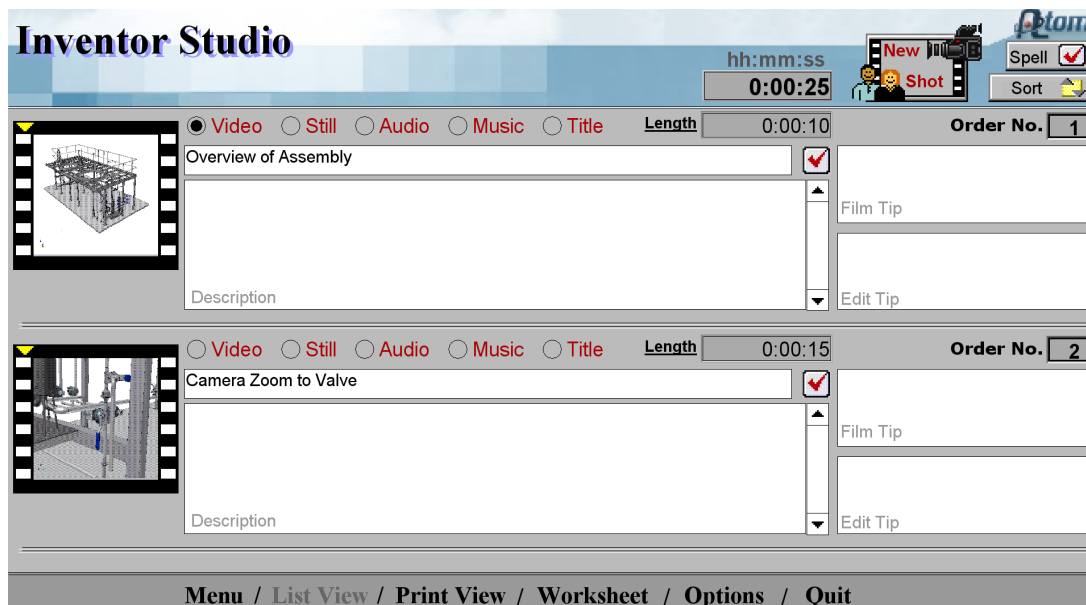 Inventor Studio
hh:mm:ss
0:00:25
New
Shot
Spell
Sort
Video Still Audio Music Title Length 0:00:10 Order No. 1
Overview of Assembly
Film Tip
Description
Edit Tip
Video Still Audio Music Title Length 0:00:15 Order No. 2
Camera Zoom to Valve
Film Tip
Description
Edit Tip
Menu / List View / Print View / Worksheet / Options / Quit